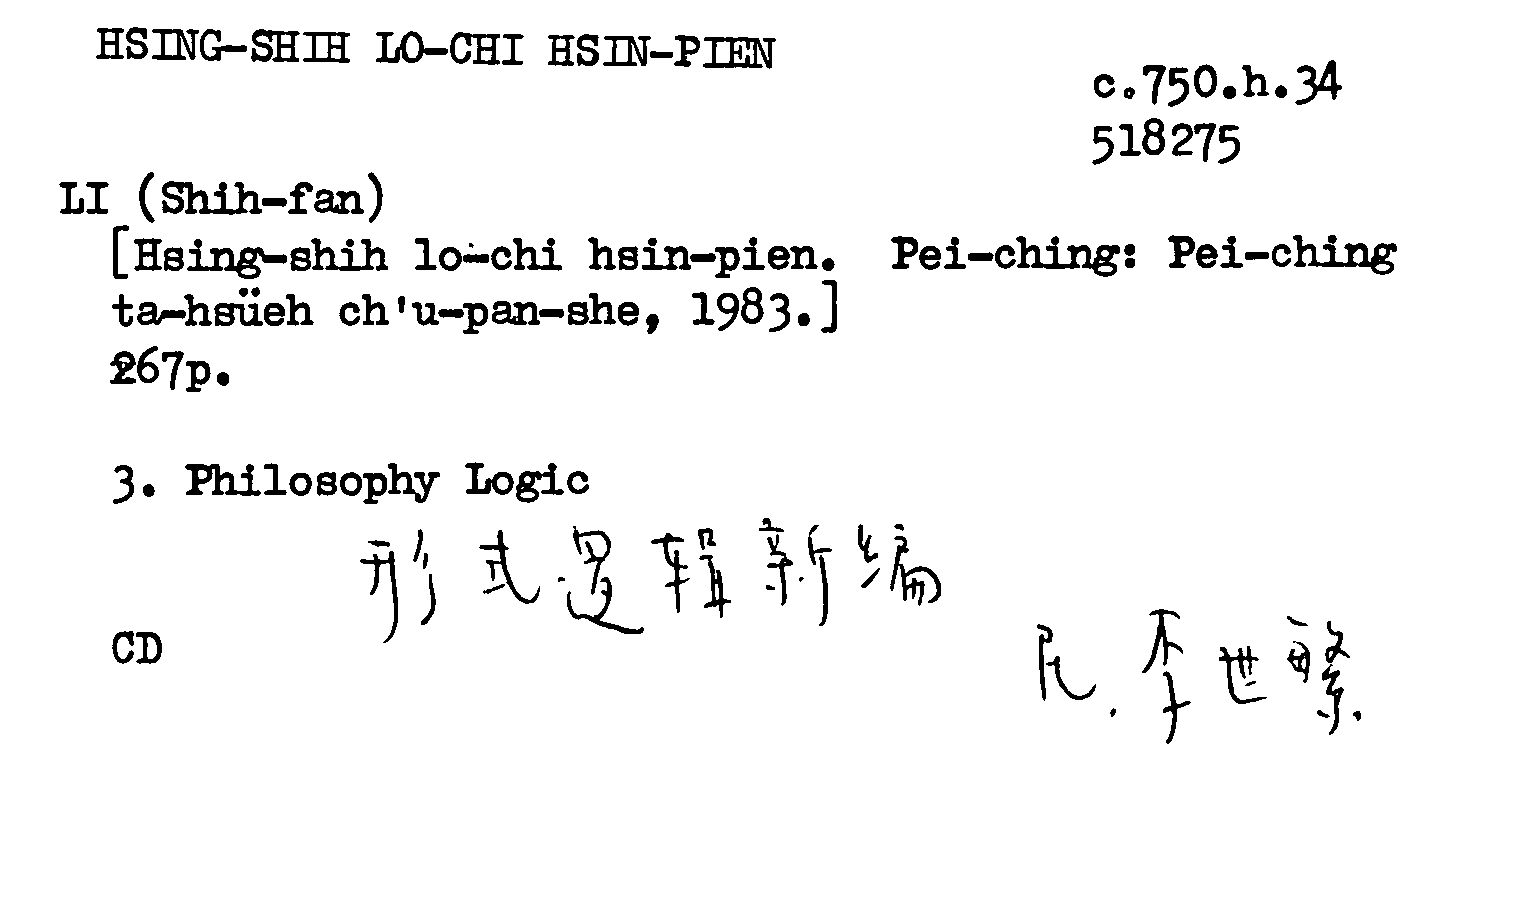 HSING-SHIH LO-CHI HSIN-PIEN
c.750.h.34
518275
LI (Shih-fan)
[Hsing-shih lo-chi hsin-pien. Pei-ching: Pei-ching
ta-hsüeh ch'u-pan-she, 1983.]
267p.
3. Philosophy Logic
形式逻辑新编
CD
民. 李世繁.